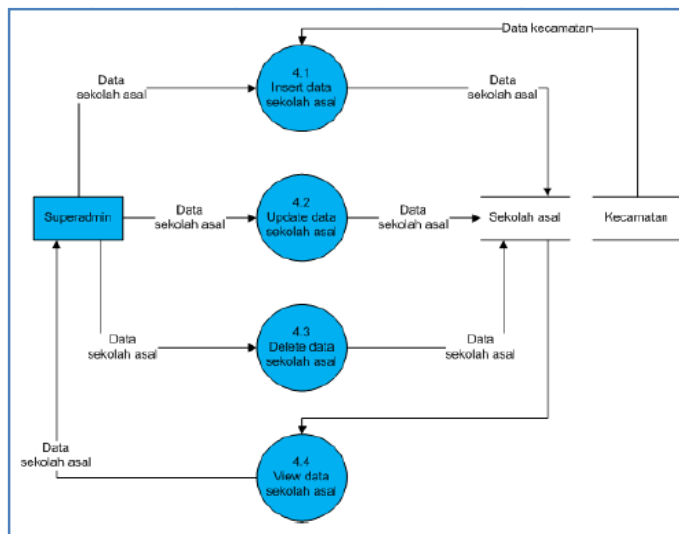 Data kecamatan
4.1
Insert data
sekolah asal
Data
sekolah asal
Data
sekolah asal
Superadmin
Data
sekolah asal
4.2
Update data
sekolah asal
Data
sekolah asal
Sekolah asal
Kecamatan
Data
sekolah asal
4.3
Delete data
sekolah asal
Data
sekolah asal
Data
sekolah asal
4.4
View data
sekolah asal